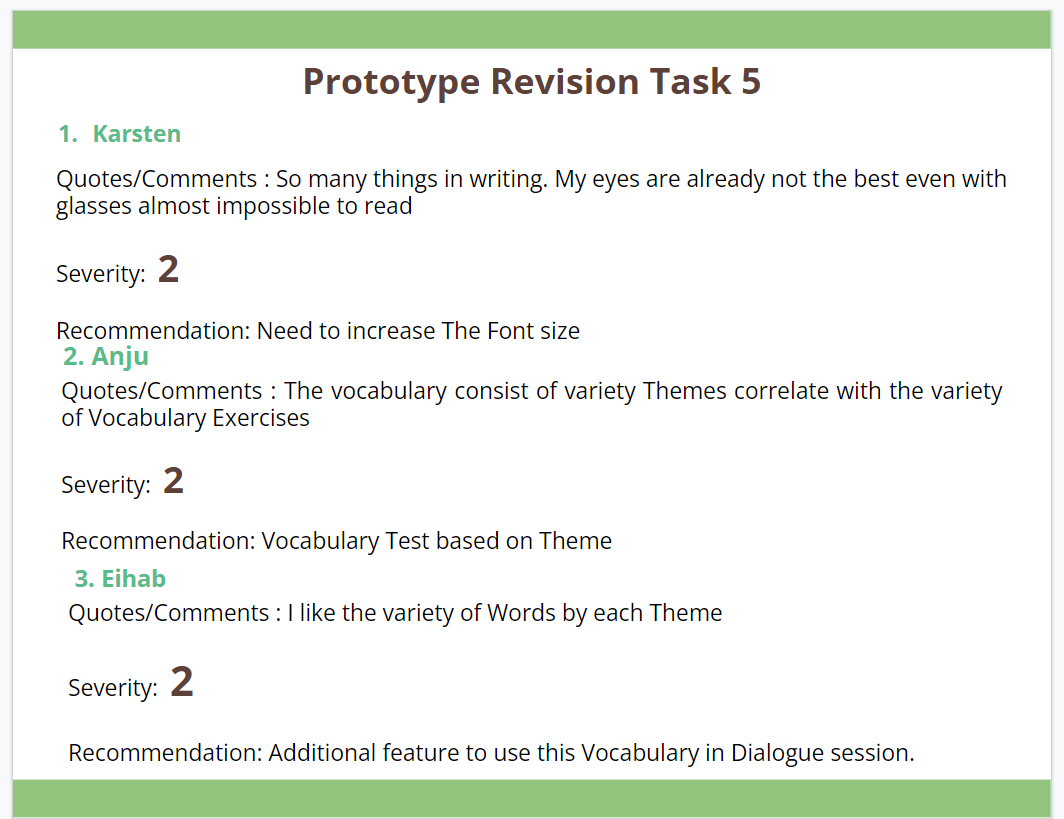 Prototype Revision Task 5
1. Karsten
Quotes/Comments : So many things in writing. My eyes are already not the best even with
glasses almost impossible to read
Severity: 2
Recommendation: Need to increase The Font size
2. Anju
Quotes/Comments : The vocabulary consist of variety Themes correlate with the variety
of Vocabulary Exercises
Severity: 2
Recommendation: Vocabulary Test based on Theme
3. Eihab
Quotes/Comments : I like the variety of Words by each Theme
Severity: 2
Recommendation: Additional feature to use this Vocabulary in Dialogue session.